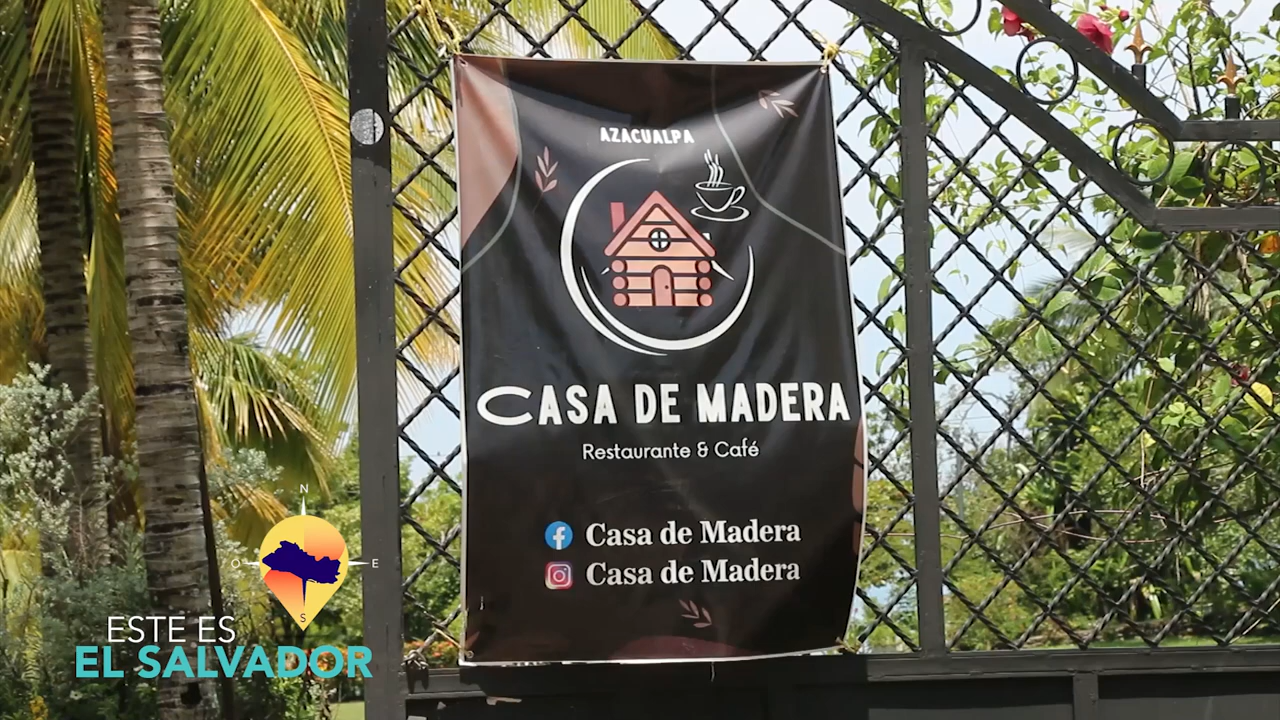 AZACUALPA
CASA DE MADERA
Restaurante & Café
Casa de Madera
Casa de Madera
N
O E
S
ESTE ES
EL SALVADOR